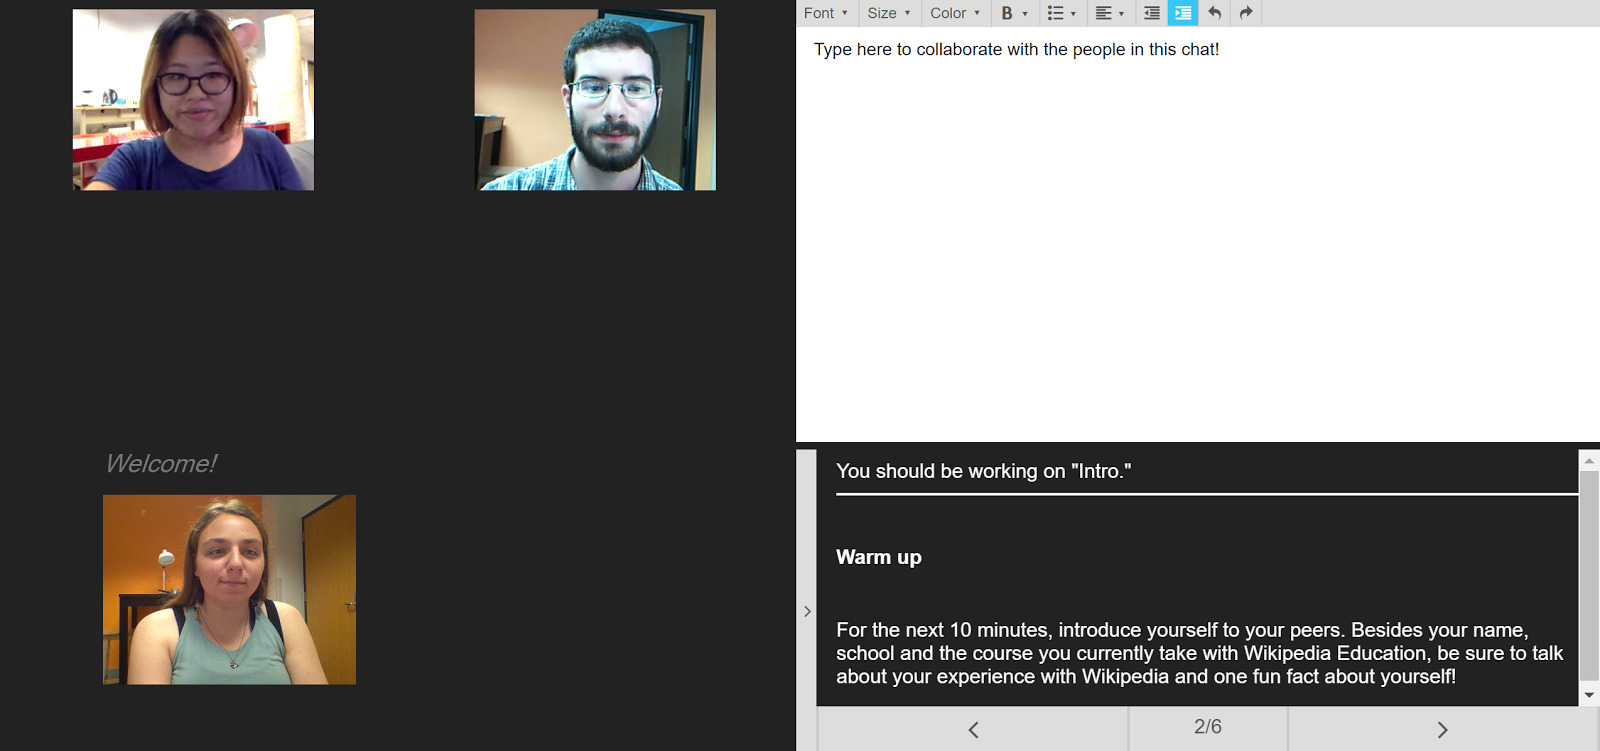 Font Size Color B
Type here to collaborate with the people in this chat!
Welcome!
You should be working on "Intro."
Warm up
For the next 10 minutes, introduce yourself to your peers. Besides your name,
school and the course you currently take with Wikipedia Education, be sure to talk
about your experience with Wikipedia and one fun fact about yourself!
2/6